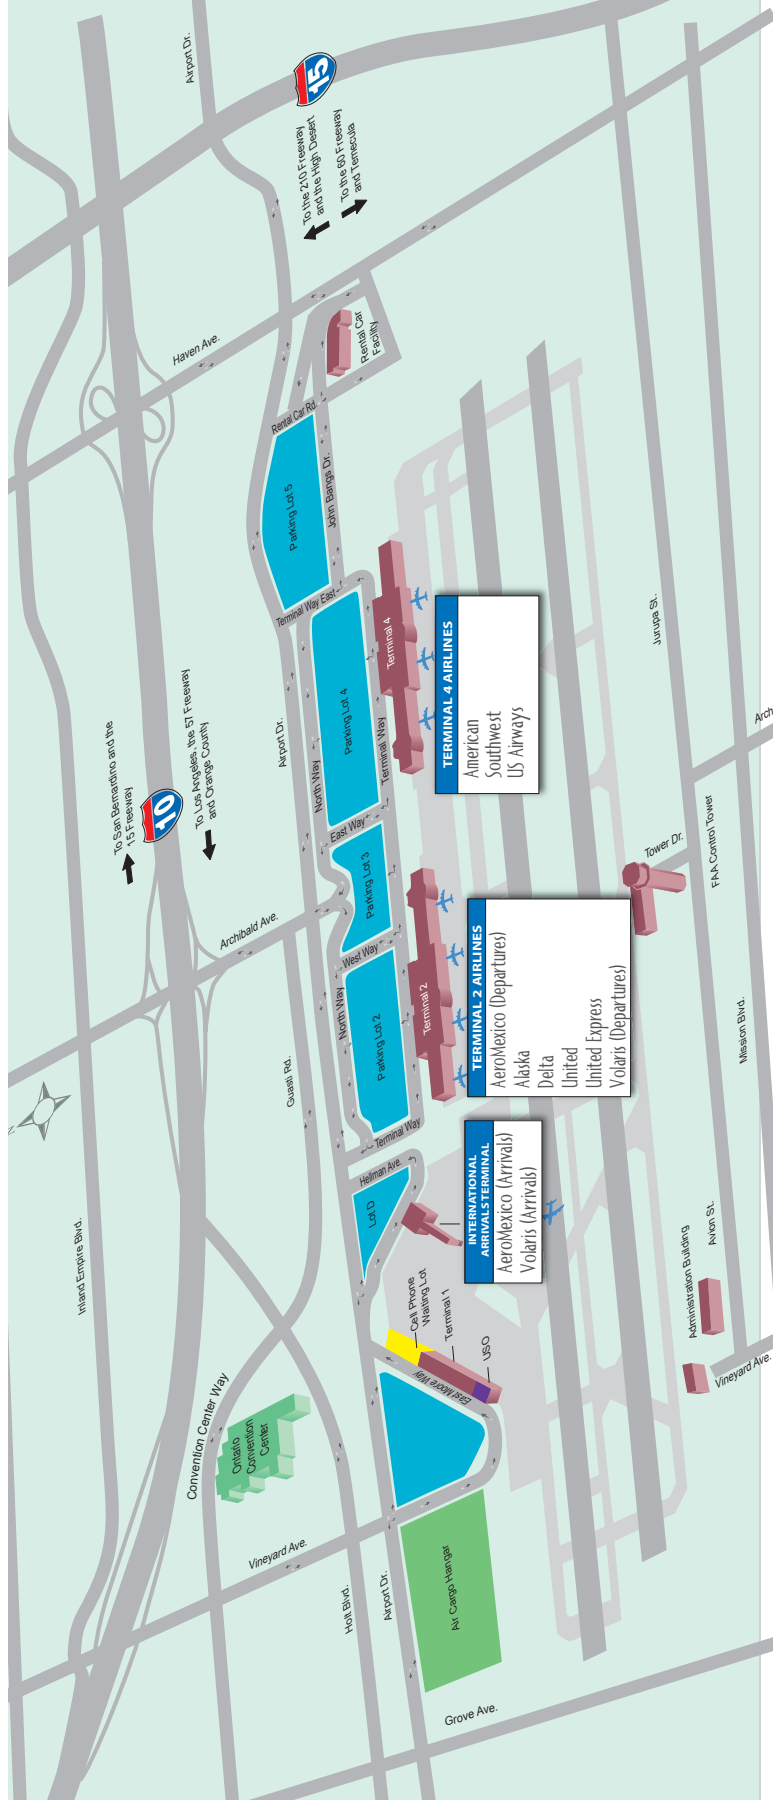 Airport Dr.
15
To the 210 Freeway
and the High Desert
To the 60 Freeway
and Temecula
Haven Ave.
Rental Car
Facility
Rental Car Rd.
John Bangs Dr.
Parking Lot 5
Terminal Way East
To San Bernardino and the
15 Freeway
10
To Los Angeles, the 57 Freeway
and Orange County
Airport Dr.
North Way
Parking Lot 4
Terminal Way
Terminal 4
TERMINAL 4 AIRLINES
American
Southwest
US Airways
Jurupa St.
Arch
East Way
Parking Lot 3
Archibald Ave.
West Way
North Way
Parking Lot 2
Terminal 2
TERMINAL 2 AIRLINES
AeroMexico (Departures)
Alaska
Delta
United
United Express
Volaris (Departures)
Tower Dr.
FAA Control Tower
Mission Blvd.
Guasti Rd.
Terminal Way
Hellman Ave.
Lot D
INTERNATIONAL
ARRIVALS TERMINAL
AeroMexico (Arrivals)
Volaris (Arrivals)
Inland Empire Blvd.
Cell Phone
Waiting Lot
Terminal 1
USO
East Moore Way
Administration Building
Avion St.
Vineyard Ave.
Convention Center Way
Ontario
Convention
Center
Vineyard Ave.
Holt Blvd.
Airport Dr.
Air Cargo Hangar
Grove Ave.